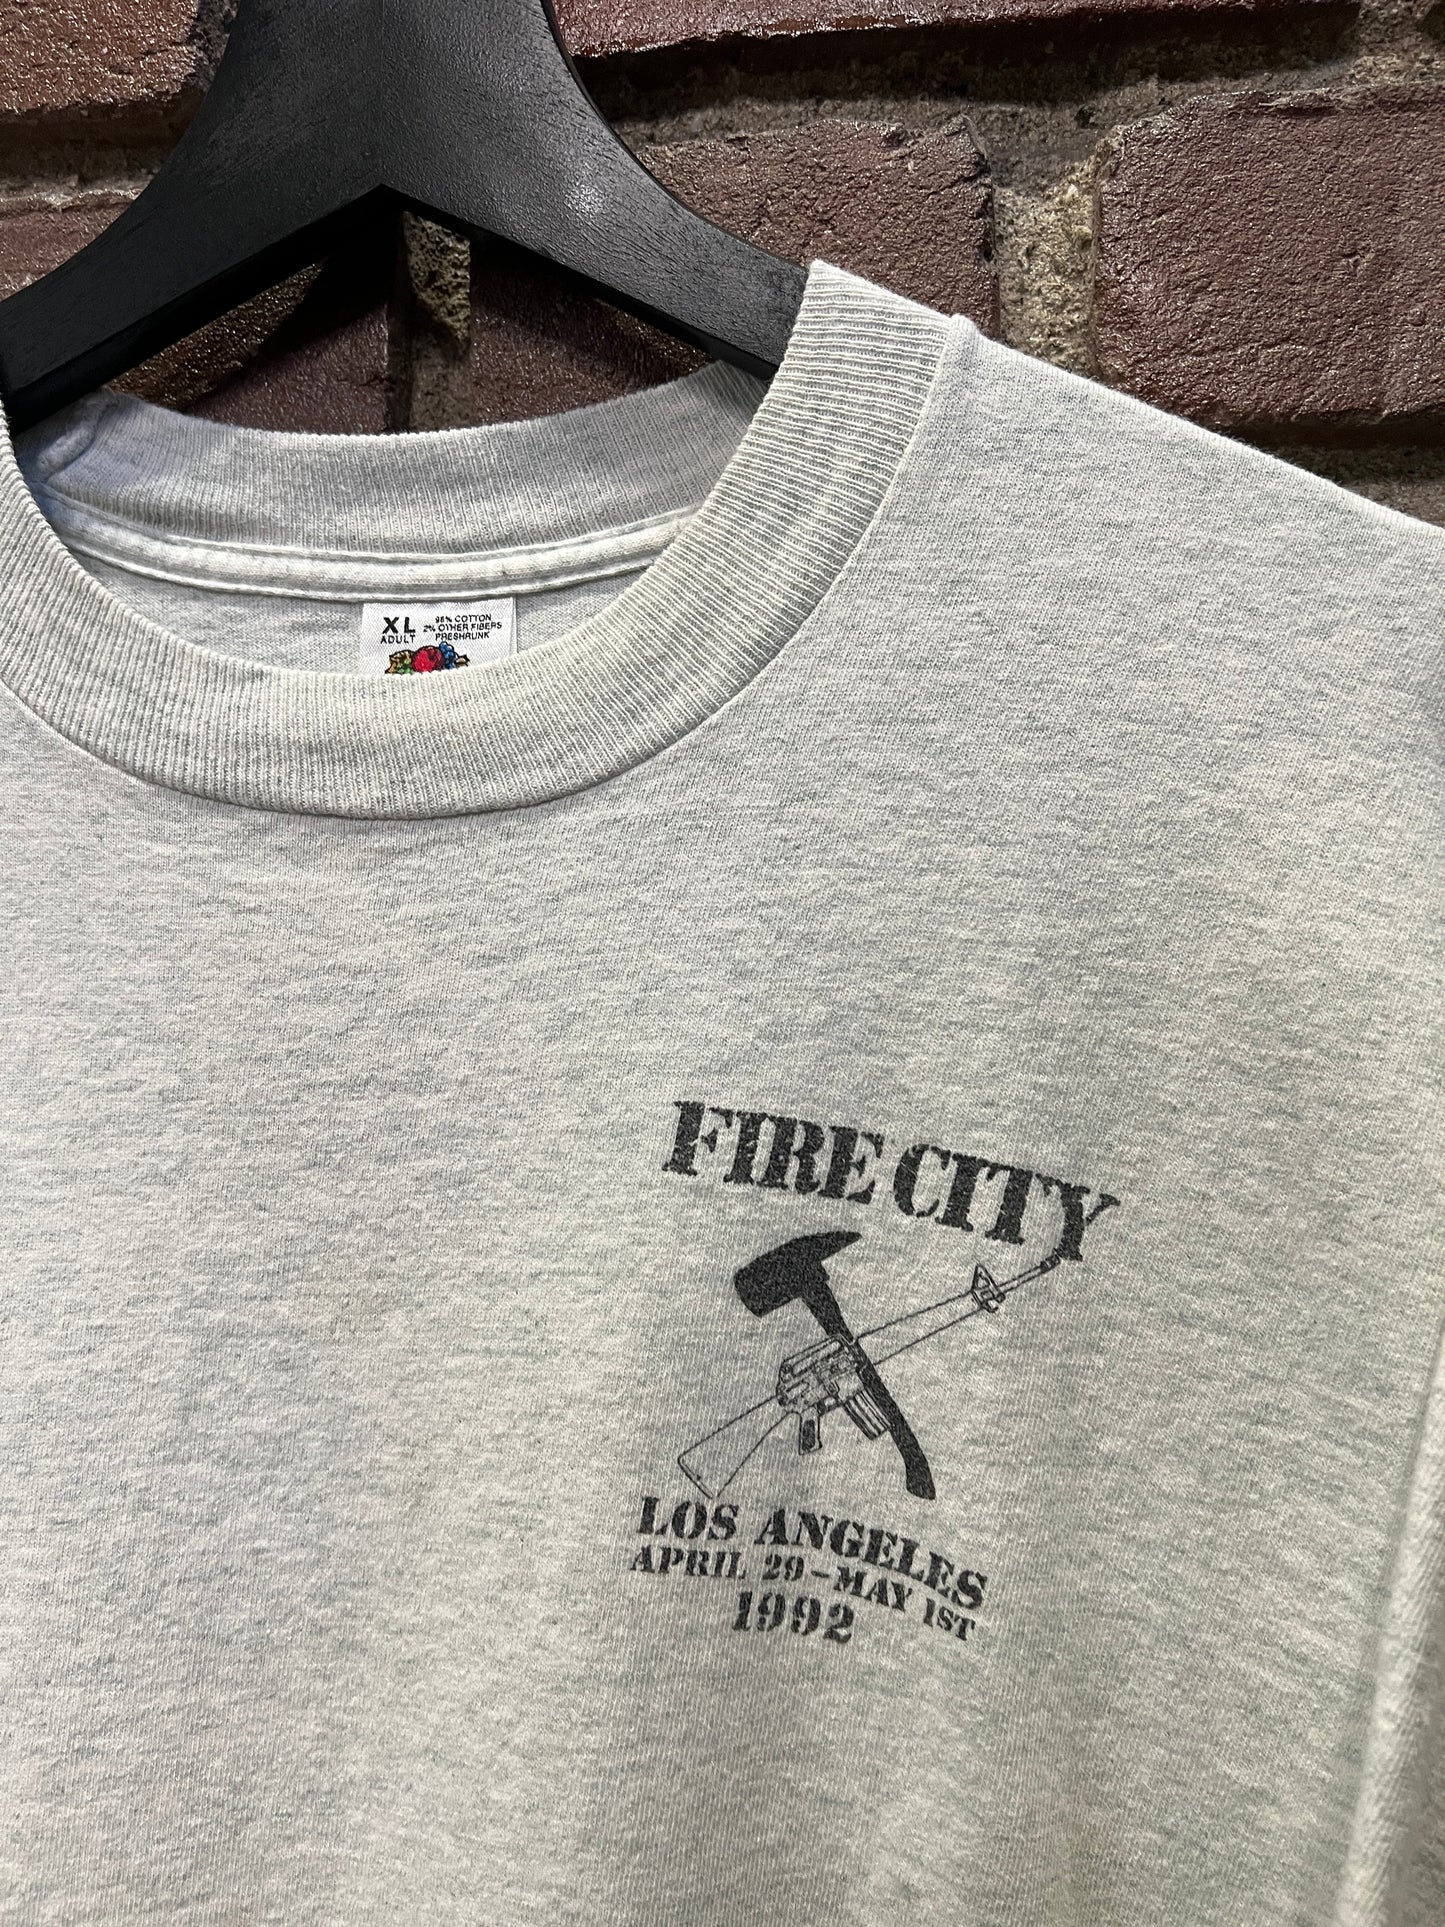 XL
ADULT
98% COTTON
2% OTHER FIBERS
PRESHRUNK
FIRE CITY
LOS ANGELES
APRIL 29-MAY 1ST
1992